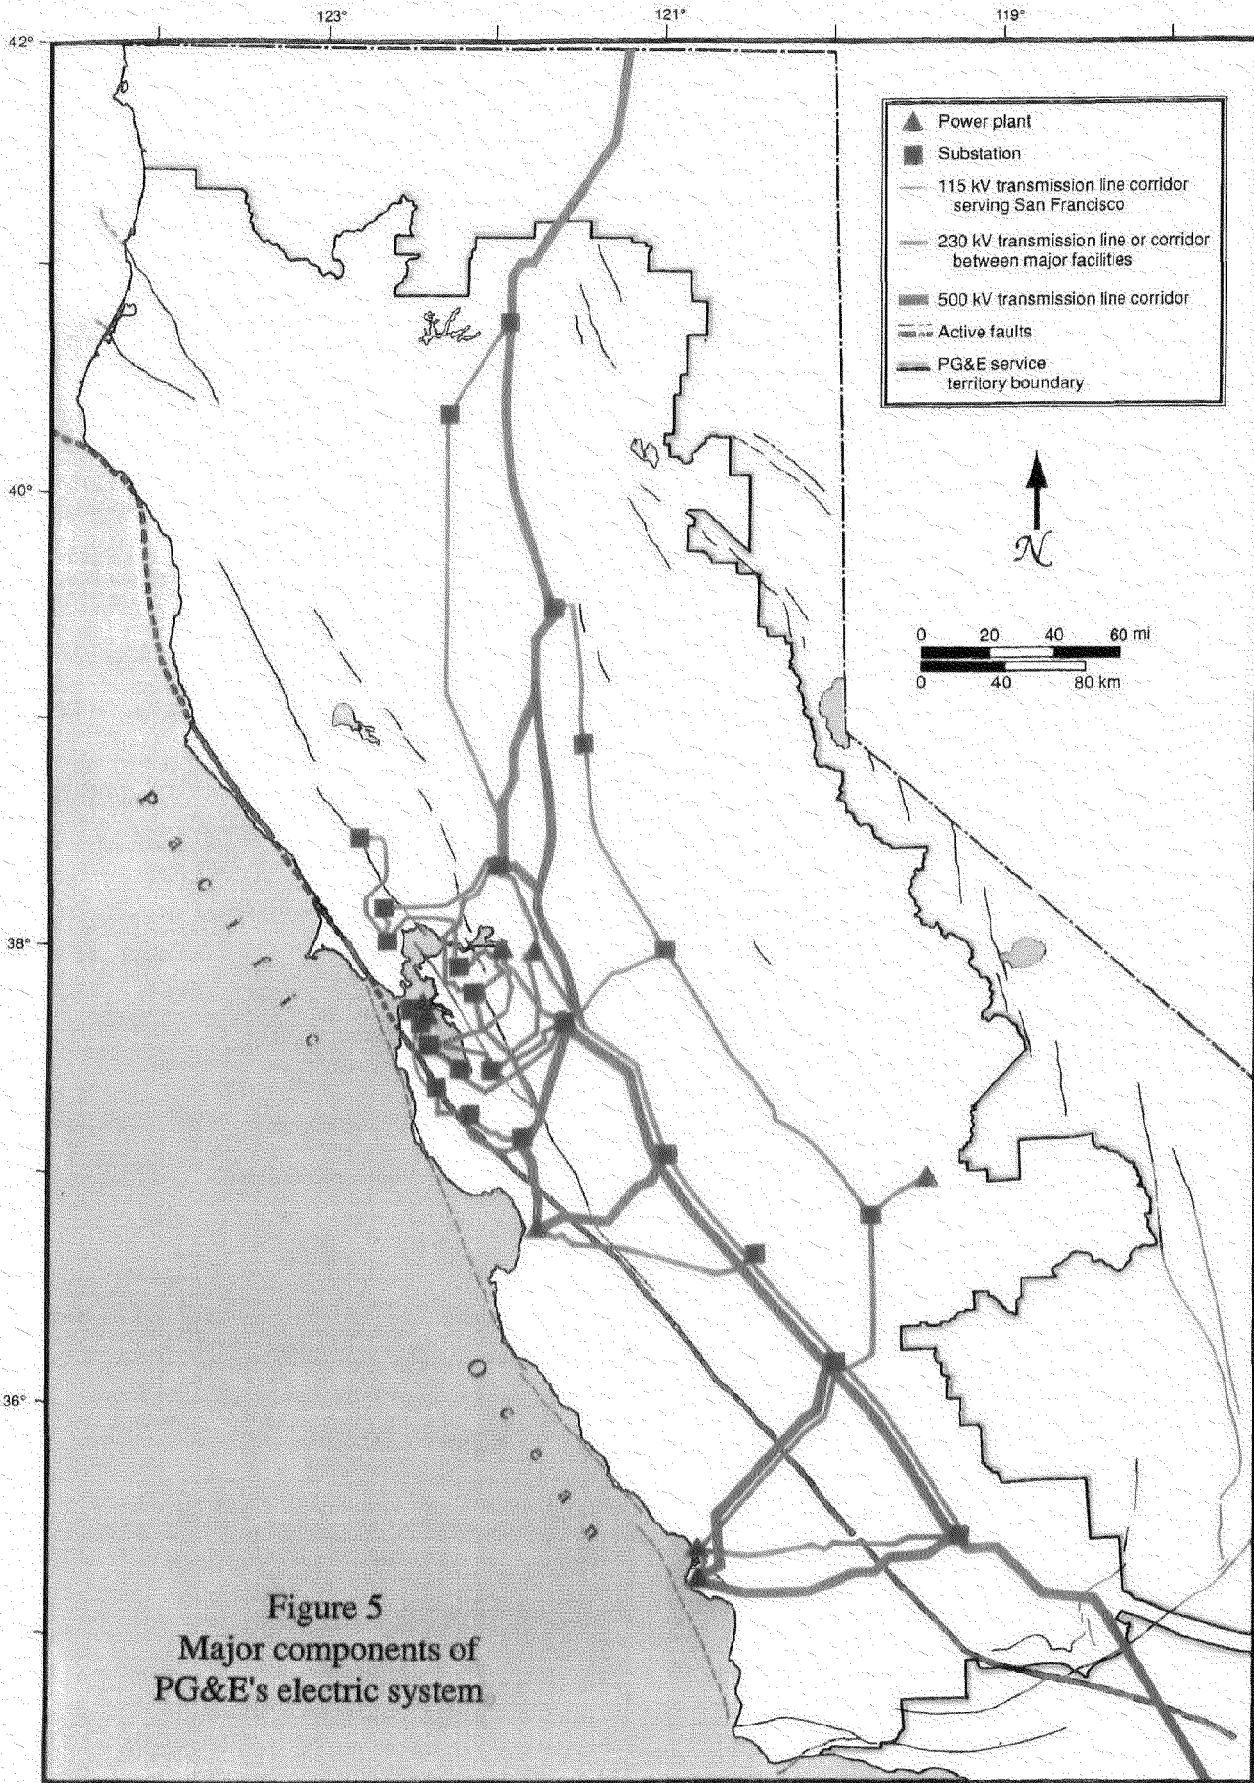 123°
121°
119°
42°
40°
38°
36°
Power plant
Substation
115 kV transmission line corridor
serving San Francisco
230 kV transmission line or corridor
between major facilities
500 kV transmission line corridor
Active faults
PG&E service
territory boundary
N
0 20 40 60 mi
0 40 80 km
Pacific
Ocean
Figure 5
Major components of
PG&E's electric system